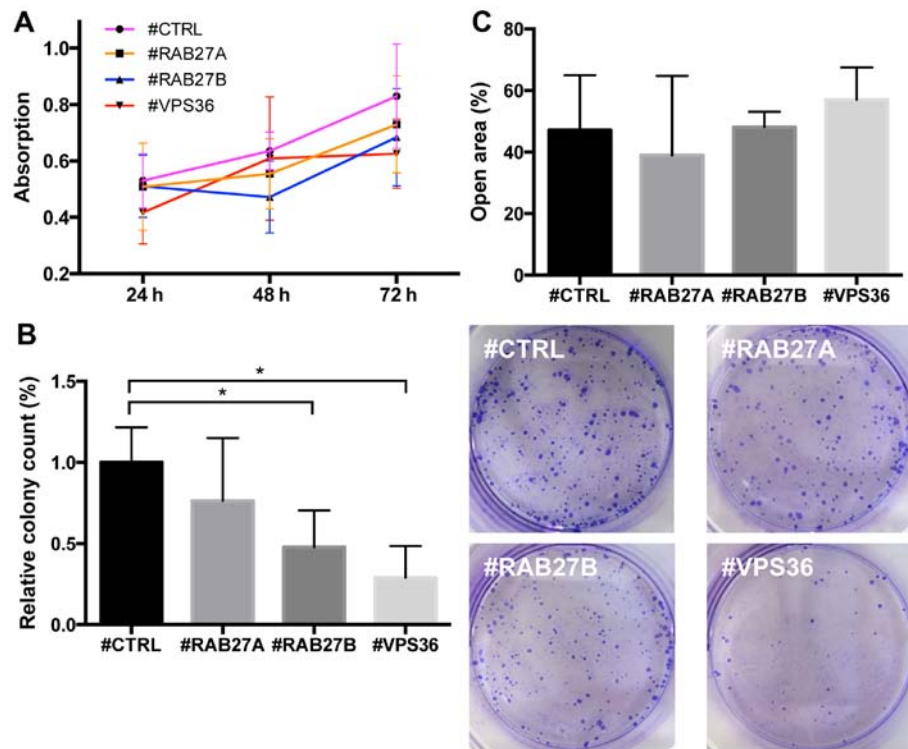 A
#CTRL
#RAB27A
#RAB27B
#VPS36
Absorption
1.0
0.8
0.6
0.4
0.2
24 h 48 h 72 h
C
Open area (%)
80
60
40
20
0
#CTRL #RAB27A #RAB27B #VPS36
B
Relative colony count (%)
1.5
1.0
0.5
0.0
*
*
#CTRL #RAB27A #RAB27B #VPS36
#CTRL
#RAB27A
#RAB27B
#VPS36